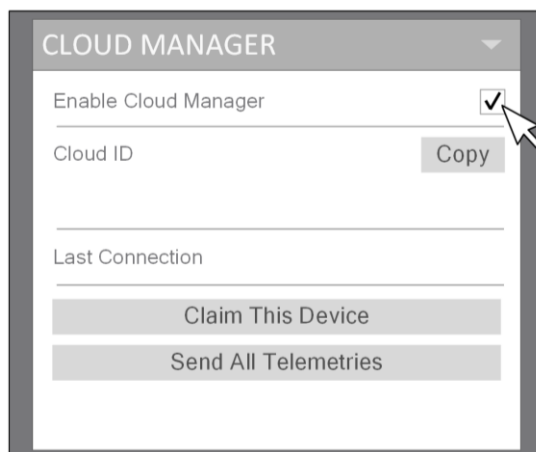 CLOUD MANAGER
Enable Cloud Manager
Cloud ID Copy
Last Connection
Claim This Device
Send All Telemetries